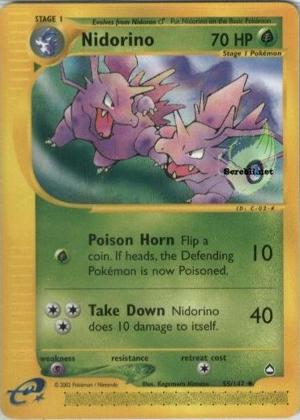 STAGE 1
Evolves from Nidoran ♂ Put Nidorino on the Basic Pokémon
Nidorino 70 HP
Stage 1 Pokémon
Serebii.net
ID: C-02-#
Poison Horn Flip a
coin. If heads, the Defending
Pokémon is now Poisoned.
10
Take Down Nidorino
does 10 damage to itself.
40
weakness resistance retreat cost
©2002 Pokémon / Nintendo Illus. Kagemaru Himeno 55/147
e